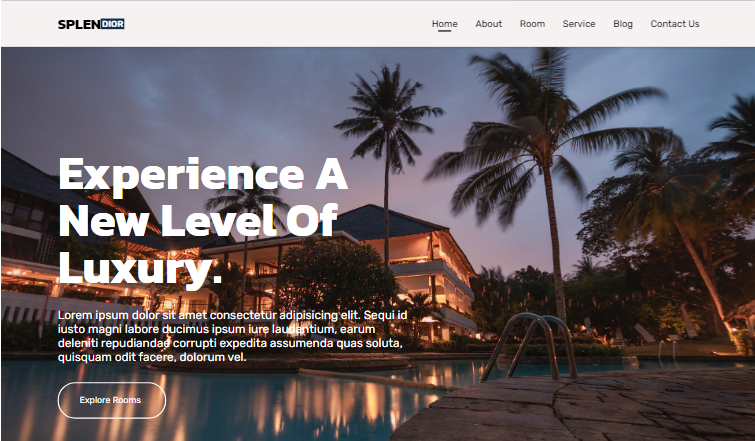 SPLENDIOR
Home About Room Service Blog Contact Us
Experience A
New Level Of
Luxury.
Lorem ipsum dolor sit amet consectetur adipisicing elit. Sequi id
iusto magni labore ducimus ipsum iure laudantium, earum
deleniti repudiandae corrupti expedita assumenda quas soluta,
quisquam odit facere, dolorum vel.
Explore Rooms